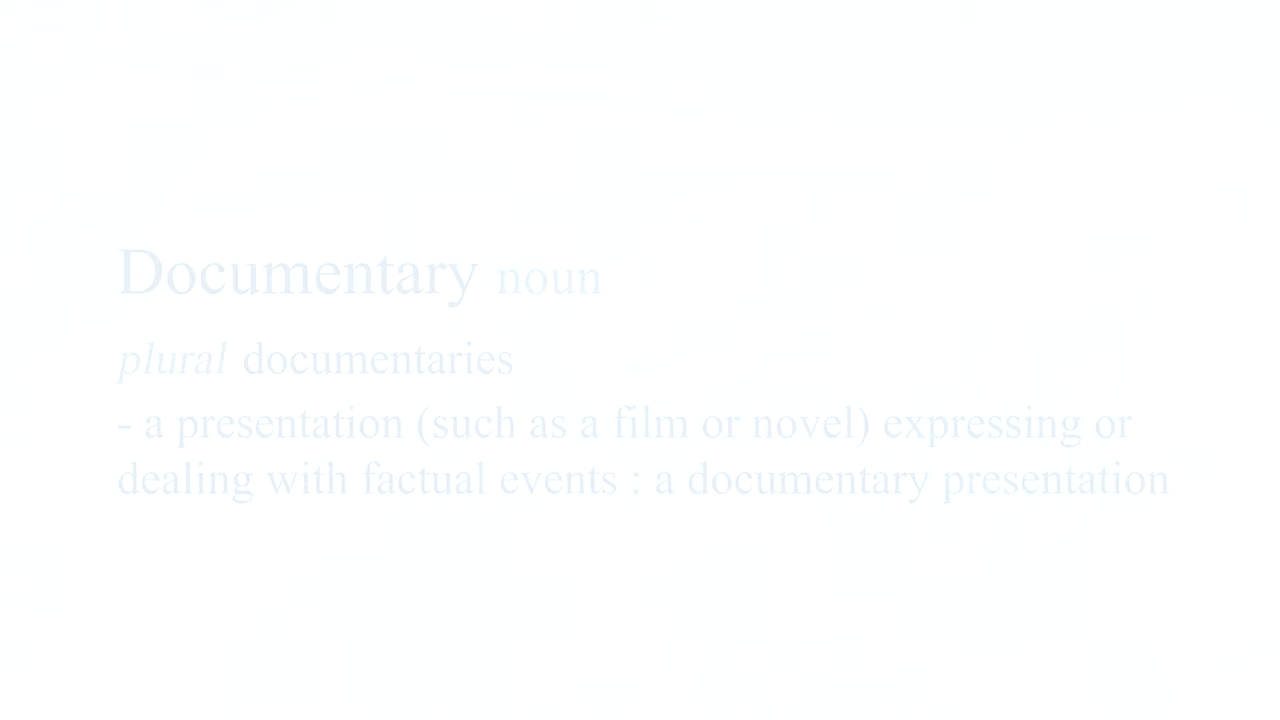 Documentary noun
plural documentaries
- a presentation (such as a film or novel) expressing or
dealing with factual events : a documentary presentation